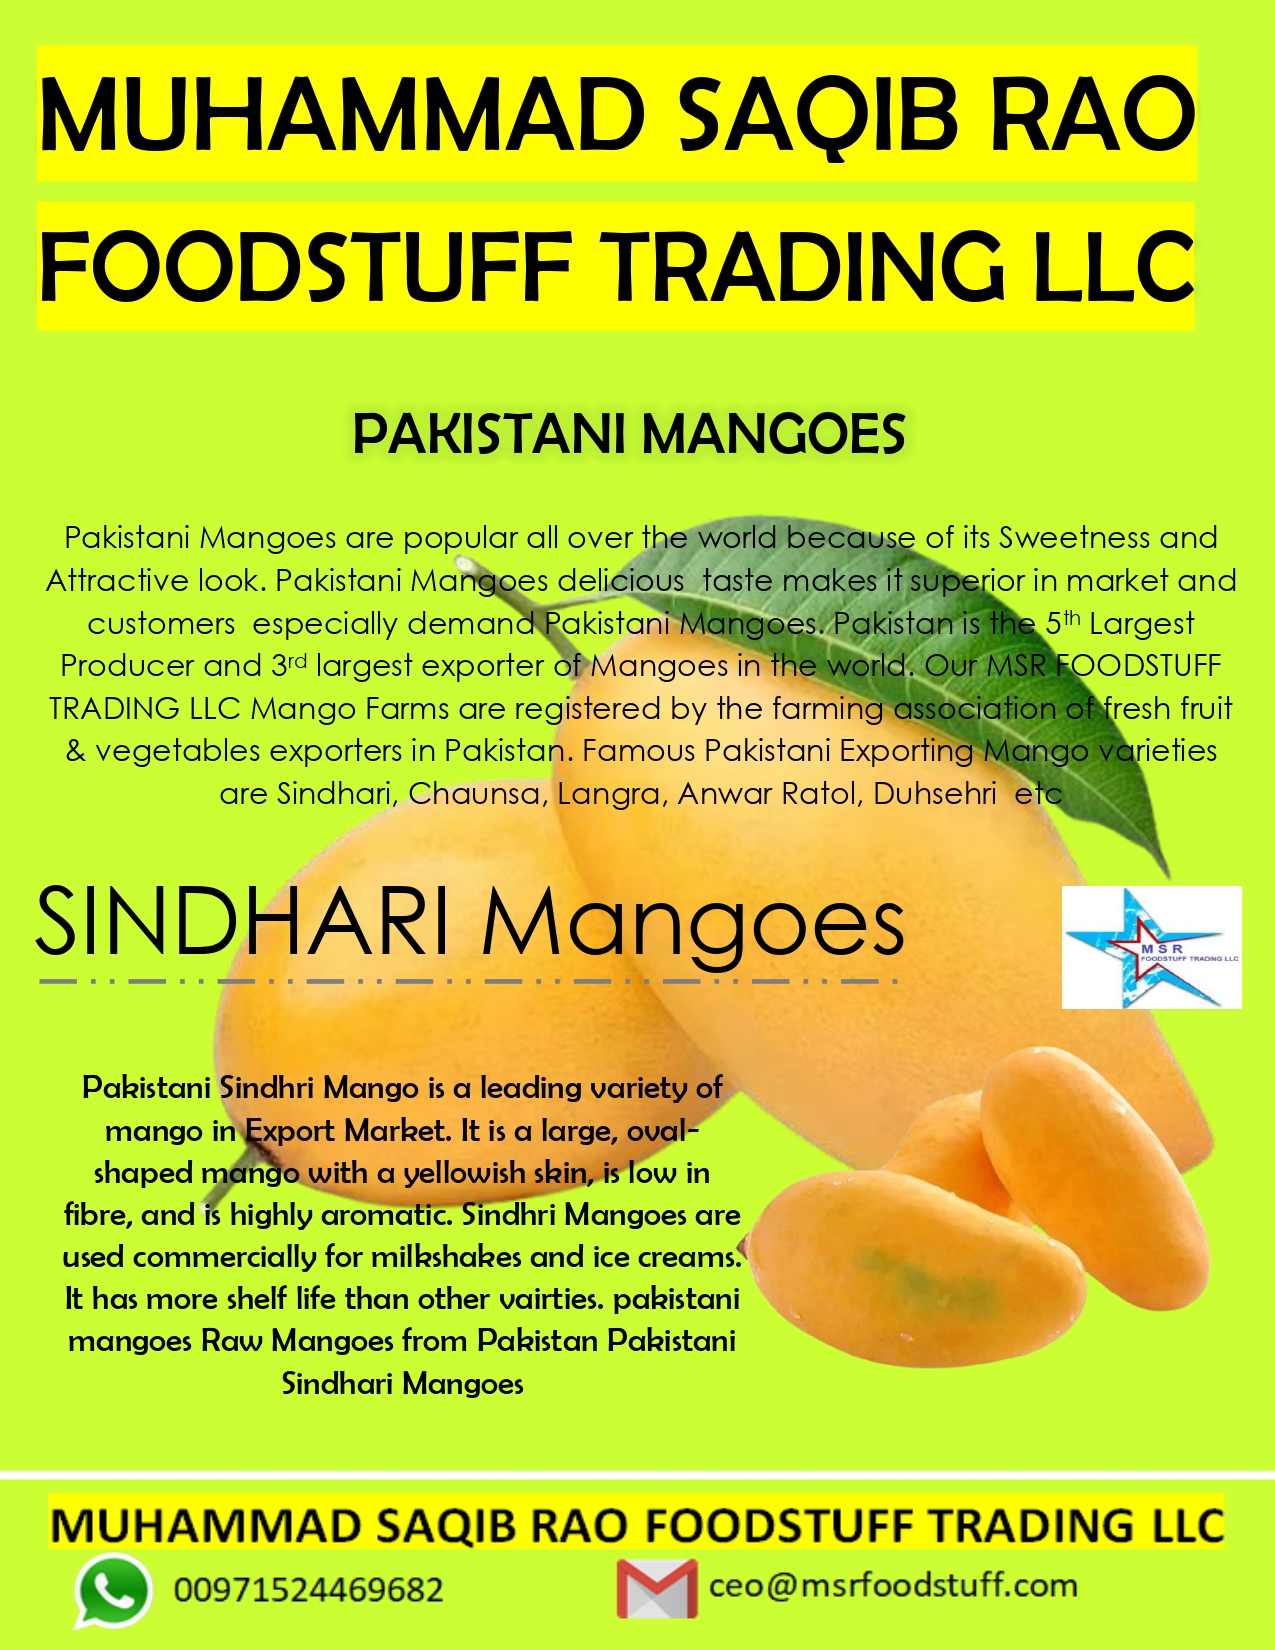 MUHAMMAD SAQIB RAO
FOODSTUFF TRADING LLC
PAKISTANI MANGOES
Pakistani Mangoes are popular all over the world because of its Sweetness and
Attractive look. Pakistani Mangoes delicious  taste makes it superior in market and
customers  especially demand Pakistani Mangoes. Pakistan is the 5th Largest
Producer and 3rd largest exporter of Mangoes in the world. Our MSR FOODSTUFF
TRADING LLC Mango Farms are registered by the farming association of fresh fruit
& vegetables exporters in Pakistan. Famous Pakistani Exporting Mango varieties
are Sindhari, Chaunsa, Langra, Anwar Ratol, Duhsehri  etc
SINDHARI Mangoes
M S R
FOODSTUFF TRADING LLC
Pakistani Sindhri Mango is a leading variety of
mango in Export Market. It is a large, oval-
shaped mango with a yellowish skin, is low in
fibre, and is highly aromatic. Sindhri Mangoes are
used commercially for milkshakes and ice creams.
It has more shelf life than other vairties. pakistani
mangoes Raw Mangoes from Pakistan Pakistani
Sindhari Mangoes
MUHAMMAD SAQIB RAO FOODSTUFF TRADING LLC
00971524469682
ceo@msrfoodstuff.com